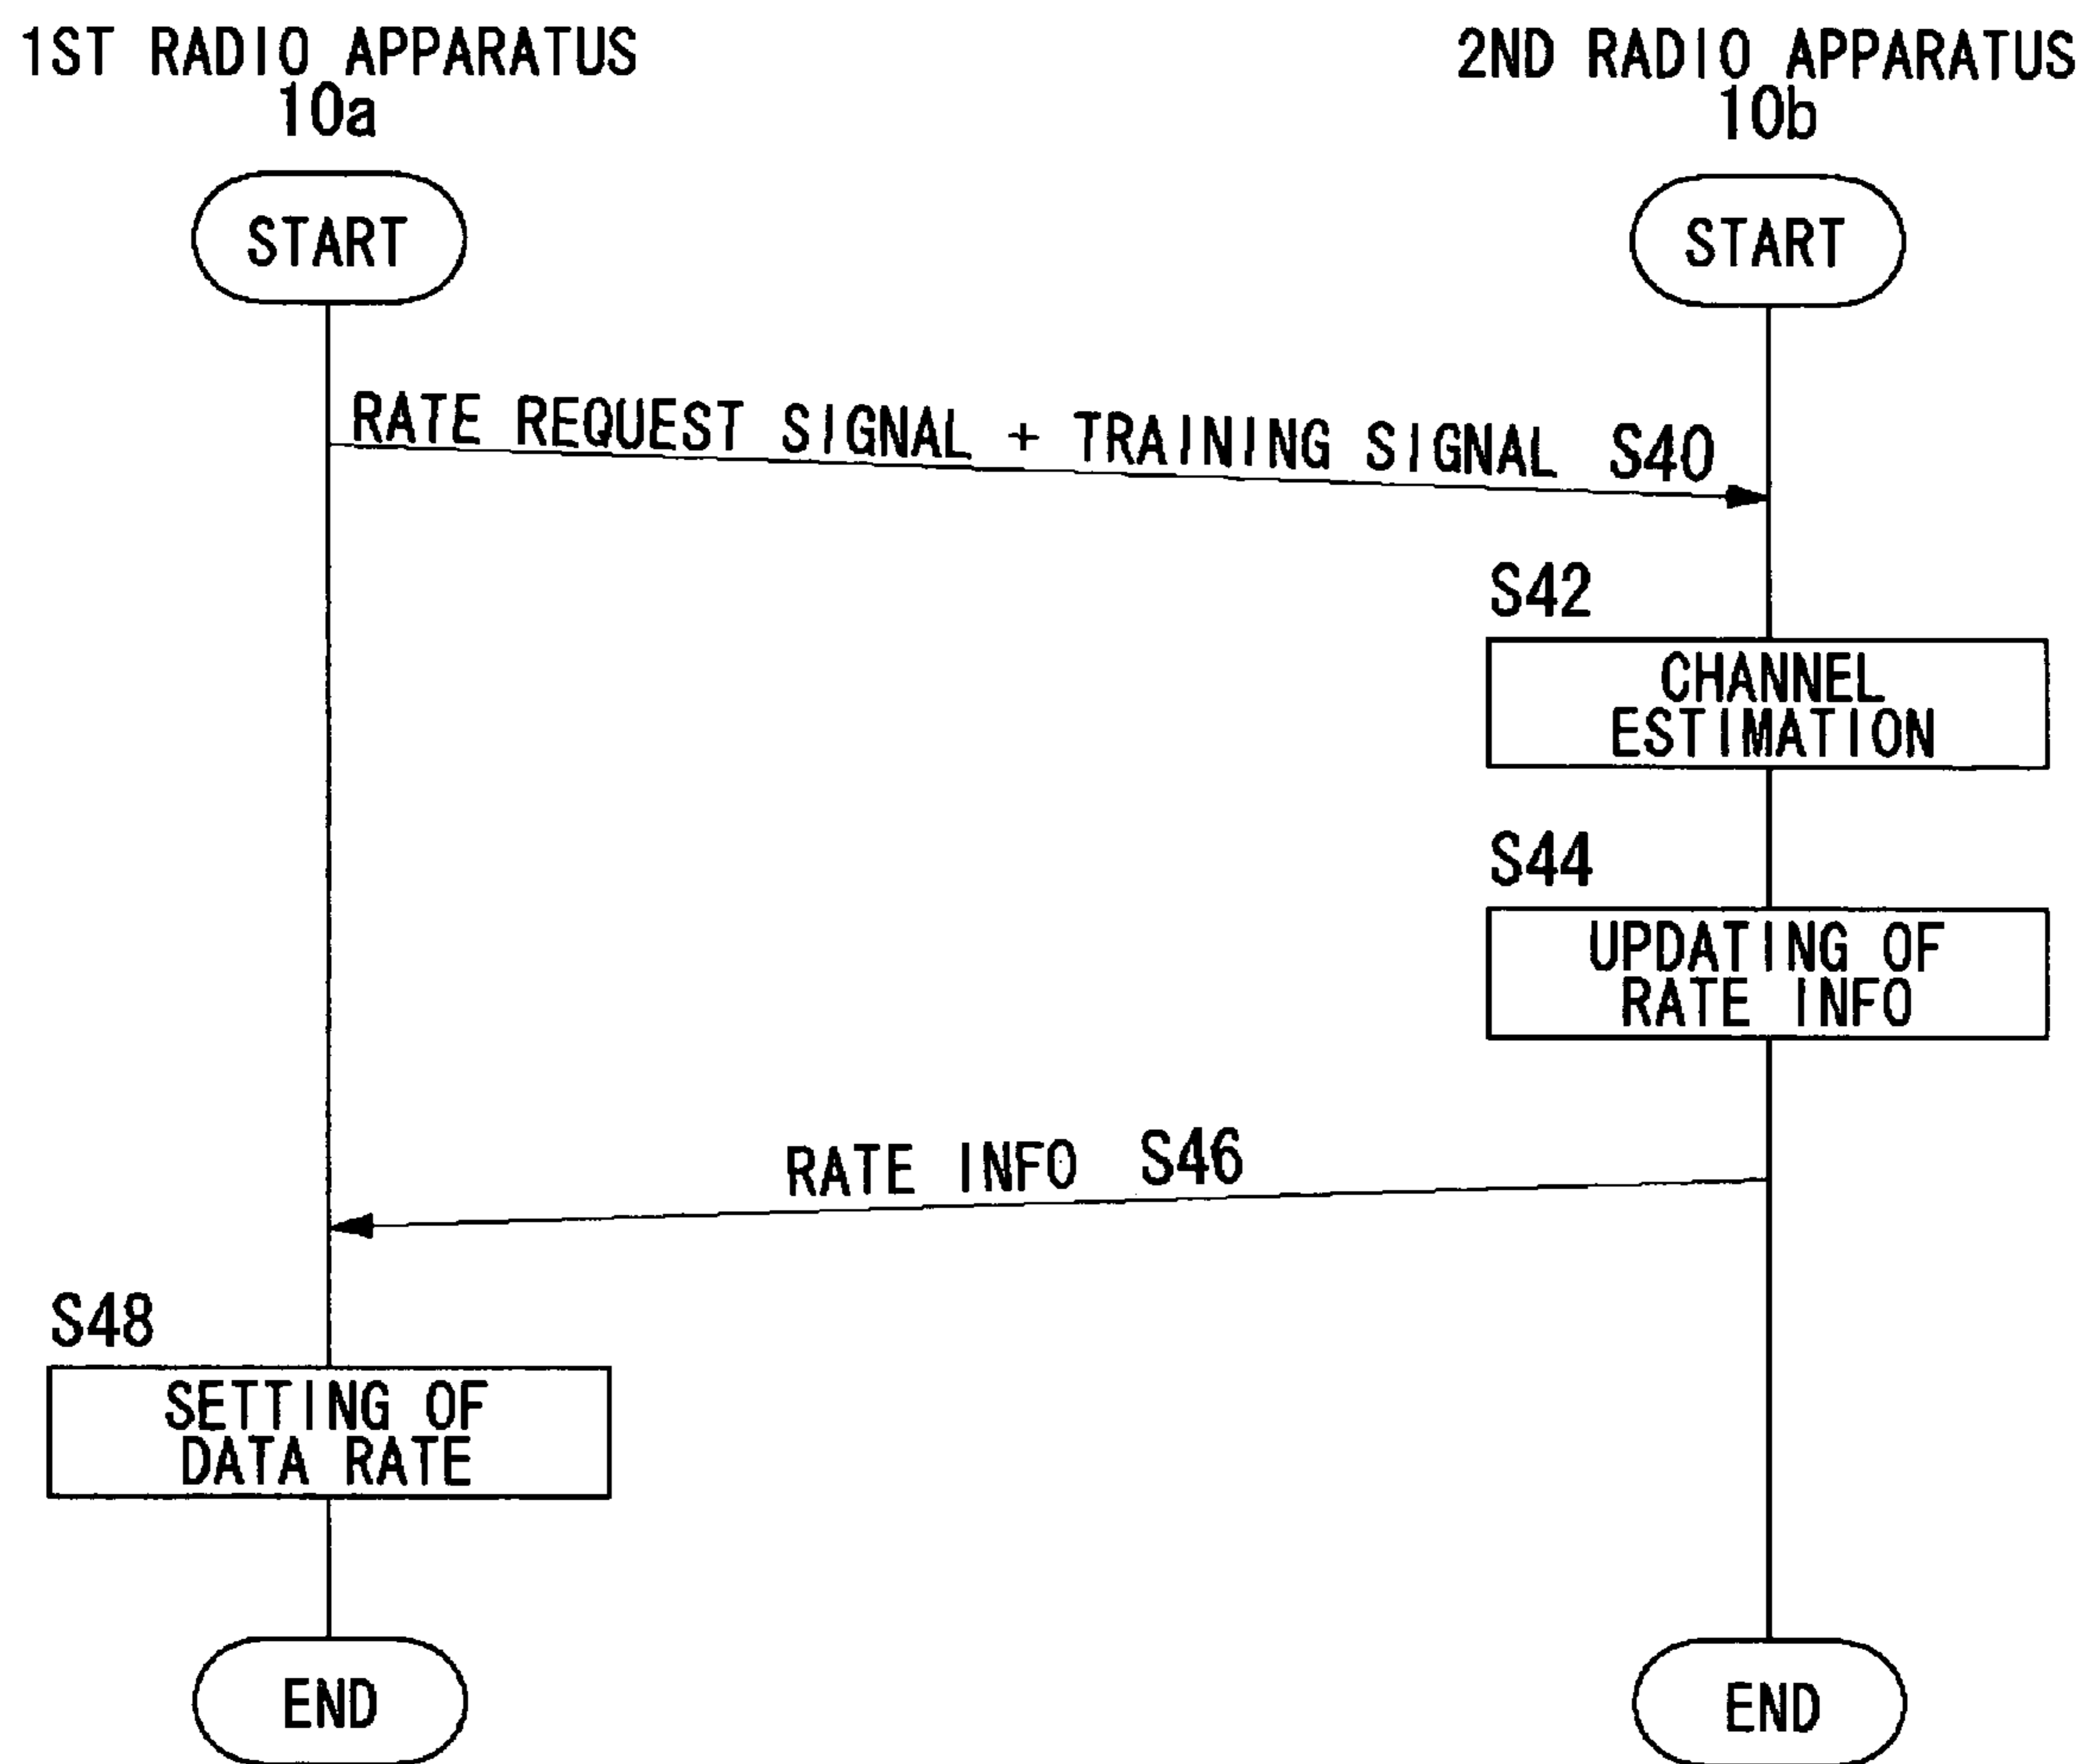 1ST RADIO APPARATUS
10a
2ND RADIO APPARATUS
10b
START
START
RATE REQUEST SIGNAL + TRAINING SIGNAL S40
S42
CHANNEL
ESTIMATION
S44
UPDATING OF
RATE INFO
RATE INFO S46
S48
SETTING OF
DATA RATE
END
END